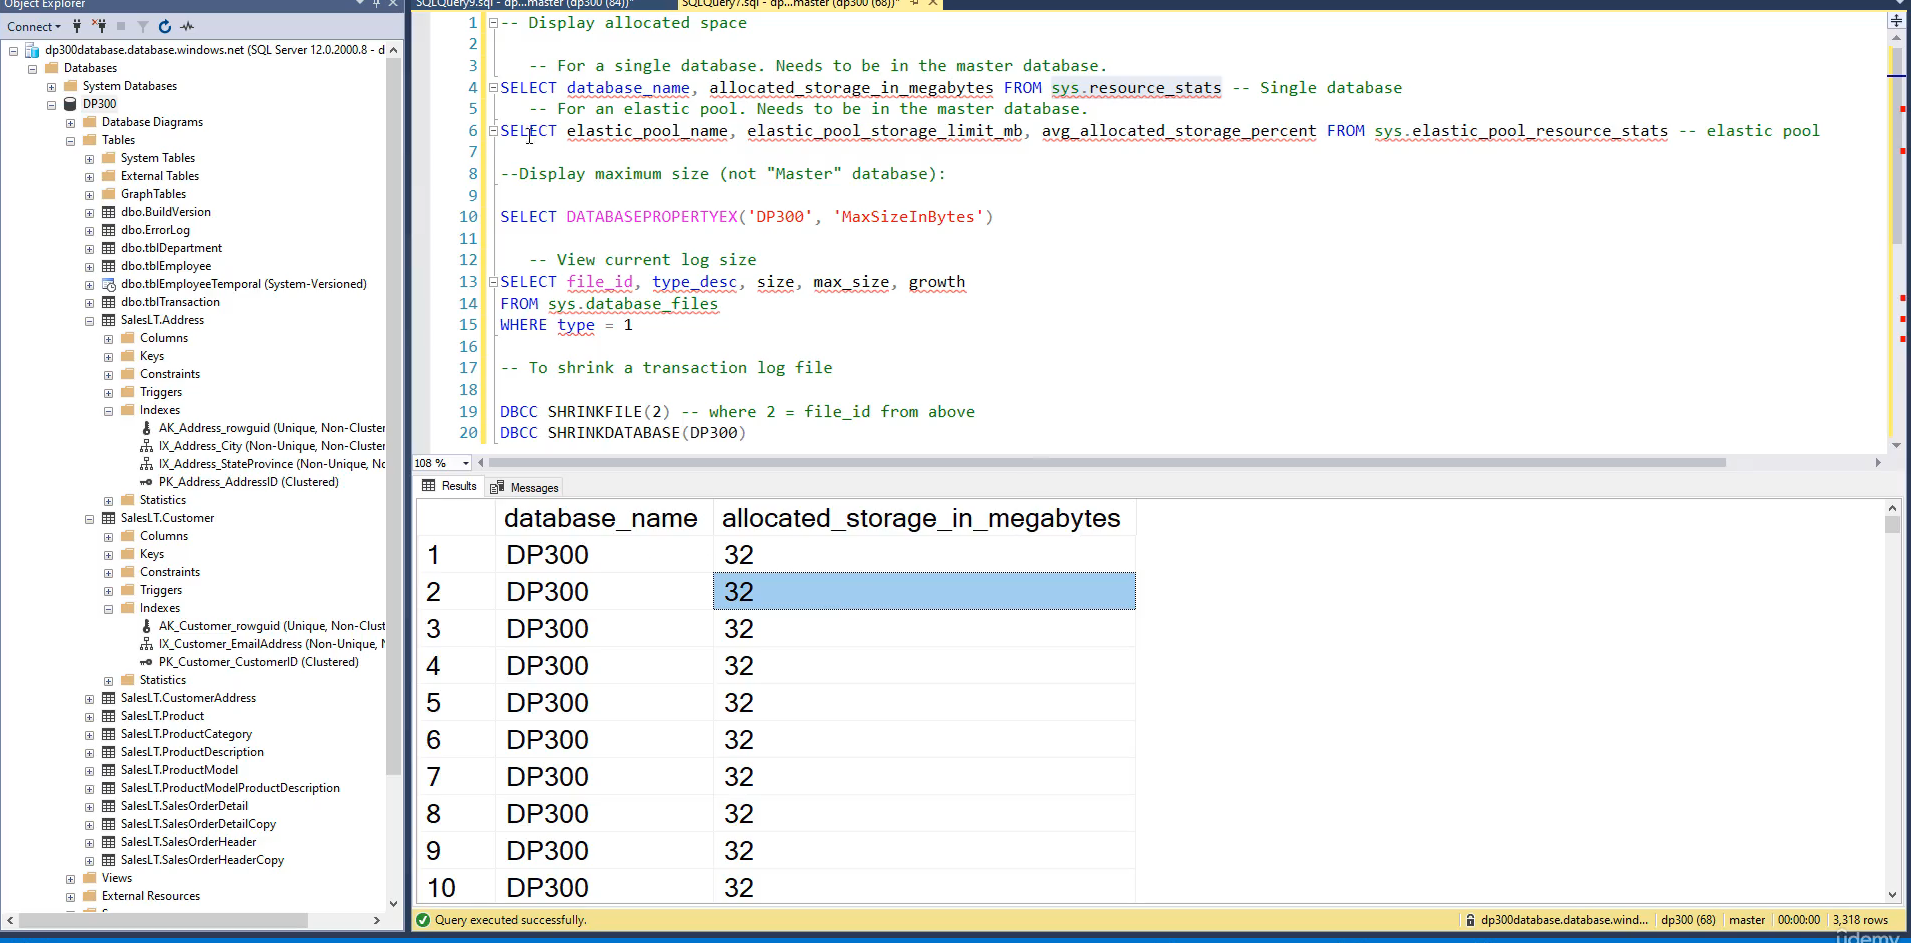 Object Explorer
Connect
dp300database.database.windows.net (SQL Server 12.0.2000.8 - d
Databases
System Databases
DP300
Database Diagrams
Tables
System Tables
External Tables
GraphTables
dbo.BuildVersion
dbo.ErrorLog
dbo.tblDepartment
dbo.tblEmployee
dbo.tblEmployeeTemporal (System-Versioned)
dbo.tblTransaction
SalesLT.Address
Columns
Keys
Constraints
Triggers
Indexes
AK_Address_rowguid (Unique, Non-Cluster
IX_Address_City (Non-Unique, Non-Cluster
IX_Address_StateProvince (Non-Unique, No
PK_Address_AddressID (Clustered)
Statistics
SalesLT.Customer
Columns
Keys
Constraints
Triggers
Indexes
AK_Customer_rowguid (Unique, Non-Clust
IX_Customer_EmailAddress (Non-Unique, N
PK_Customer_CustomerID (Clustered)
Statistics
SalesLT.CustomerAddress
SalesLT.Product
SalesLT.ProductCategory
SalesLT.ProductDescription
SalesLT.ProductModel
SalesLT.ProductModelProductDescription
SalesLT.SalesOrderDetail
SalesLT.SalesOrderDetailCopy
SalesLT.SalesOrderHeader
SalesLT.SalesOrderHeaderCopy
Views
External Resources
SQLQuery9.sql - dp...master (dp300 (84))*
SQLQuery7.sql - dp...master (dp300 (68))*
1 -- Display allocated space
2
3 -- For a single database. Needs to be in the master database.
4 SELECT database_name, allocated_storage_in_megabytes FROM sys.resource_stats -- Single database
5 -- For an elastic pool. Needs to be in the master database.
6 SELECT elastic_pool_name, elastic_pool_storage_limit_mb, avg_allocated_storage_percent FROM sys.elastic_pool_resource_stats -- elastic pool
7
8 --Display maximum size (not "Master" database):
9
10 SELECT DATABASEPROPERTYEX('DP300', 'MaxSizeInBytes')
11
12 -- View current log size
13 SELECT file_id, type_desc, size, max_size, growth
14 FROM sys.database_files
15 WHERE type = 1
16
17 -- To shrink a transaction log file
18
19 DBCC SHRINKFILE(2) -- where 2 = file_id from above
20 DBCC SHRINKDATABASE(DP300)
108 %
Results Messages
database_name allocated_storage_in_megabytes
1 DP300 32
2 DP300 32
3 DP300 32
4 DP300 32
5 DP300 32
6 DP300 32
7 DP300 32
8 DP300 32
9 DP300 32
10 DP300 32
Query executed successfully.
dp300database.database.wind... dp300 (68) master 00:00:00 3,318 rows
ûdemy